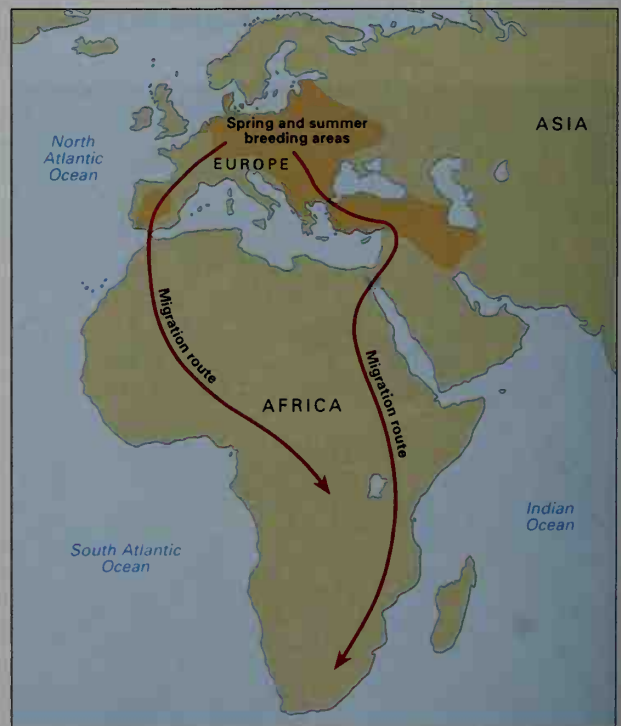 Spring and summer
breeding areas
EUROPE
ASIA
North
Atlantic
Ocean
Migration route
Migration route
AFRICA
Indian
Ocean
South Atlantic
Ocean